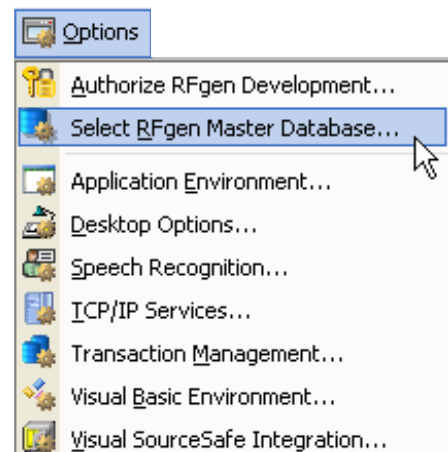 Options
Authorize RFgen Development...
Select RFgen Master Database...
Application Environment...
Desktop Options...
Speech Recognition...
TCP/IP Services...
Transaction Management...
Visual Basic Environment...
Visual SourceSafe Integration...